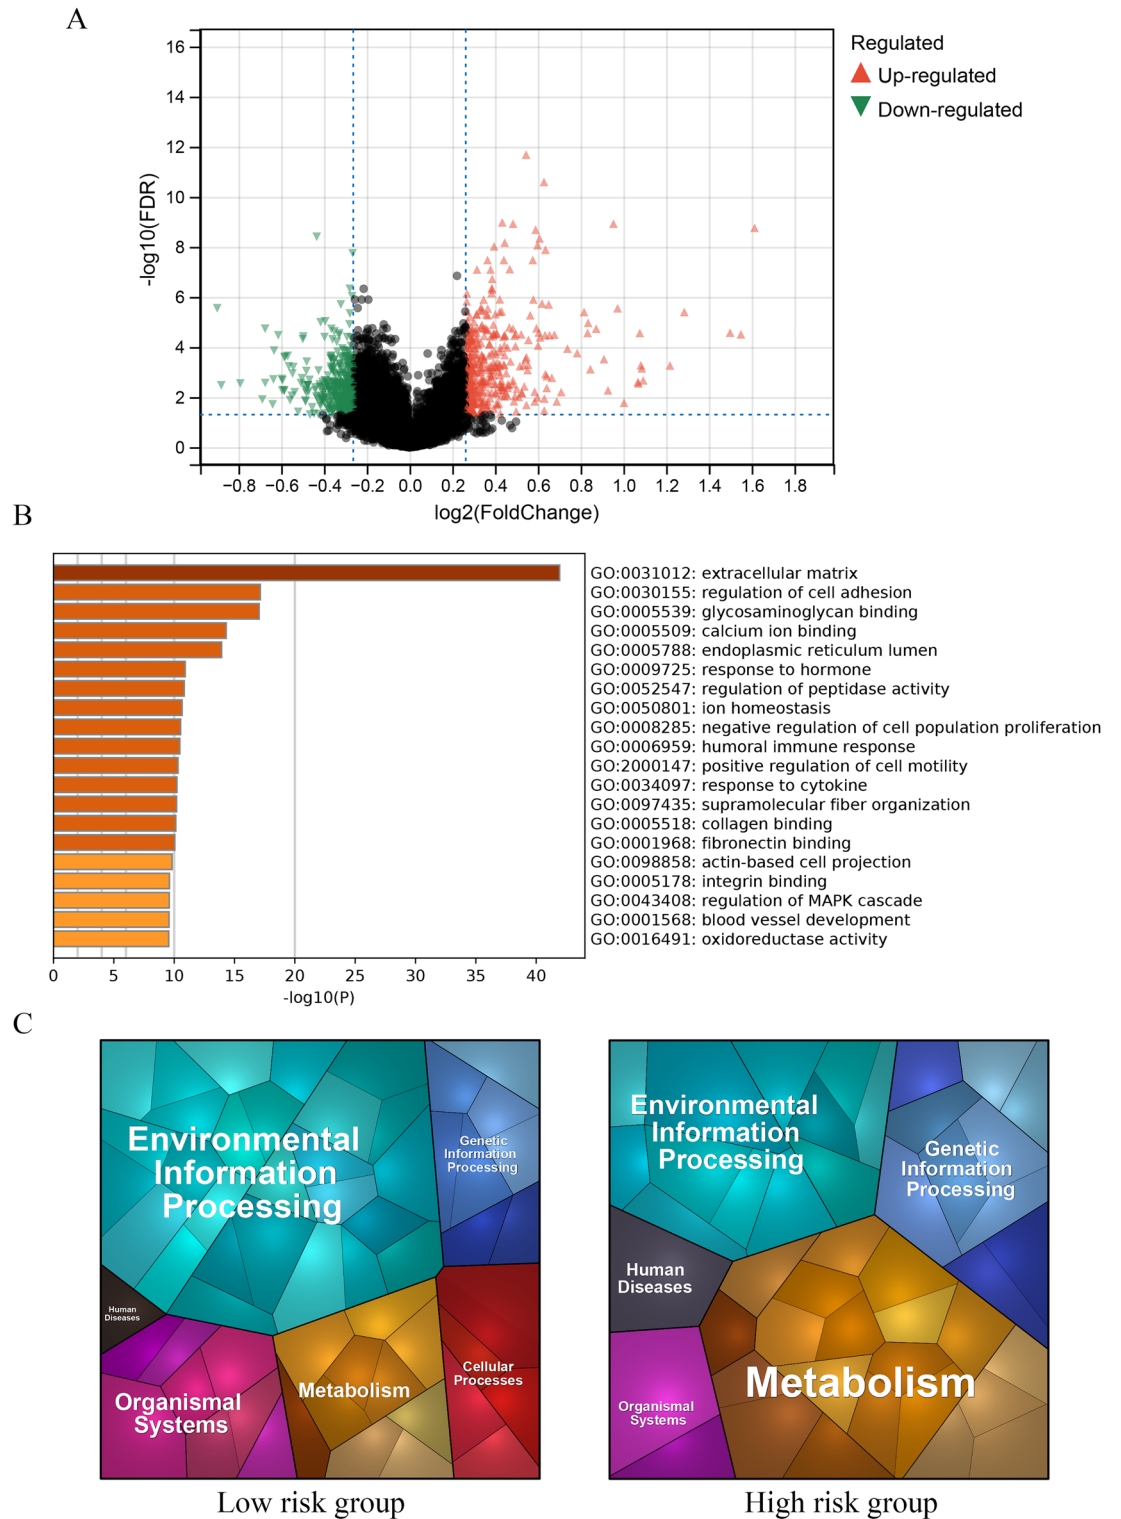 A
Regulated
Up-regulated
Down-regulated
16
14
12
10
8
6
4
2
0
-log10(FDR)
−0.8 −0.6 −0.4 −0.2 0.0 0.2 0.4 0.6 0.8 1.0 1.2 1.4 1.6 1.8
log2(FoldChange)
B
GO:0031012: extracellular matrix
GO:0030155: regulation of cell adhesion
GO:0005539: glycosaminoglycan binding
GO:0005509: calcium ion binding
GO:0005788: endoplasmic reticulum lumen
GO:0009725: response to hormone
GO:0052547: regulation of peptidase activity
GO:0050801: ion homeostasis
GO:0008285: negative regulation of cell population proliferation
GO:0006959: humoral immune response
GO:2000147: positive regulation of cell motility
GO:0034097: response to cytokine
GO:0097435: supramolecular fiber organization
GO:0005518: collagen binding
GO:0001968: fibronectin binding
GO:0098858: actin-based cell projection
GO:0005178: integrin binding
GO:0043408: regulation of MAPK cascade
GO:0001568: blood vessel development
GO:0016491: oxidoreductase activity
0 5 10 15 20 25 30 35 40
-log10(P)
C
Environmental
Information
Processing
Genetic
Information
Processing
Human
Diseases
Organismal
Systems
Metabolism
Cellular
Processes
Low risk group
Environmental
Information
Processing
Genetic
Information
Processing
Human
Diseases
Metabolism
Organismal
Systems
High risk group